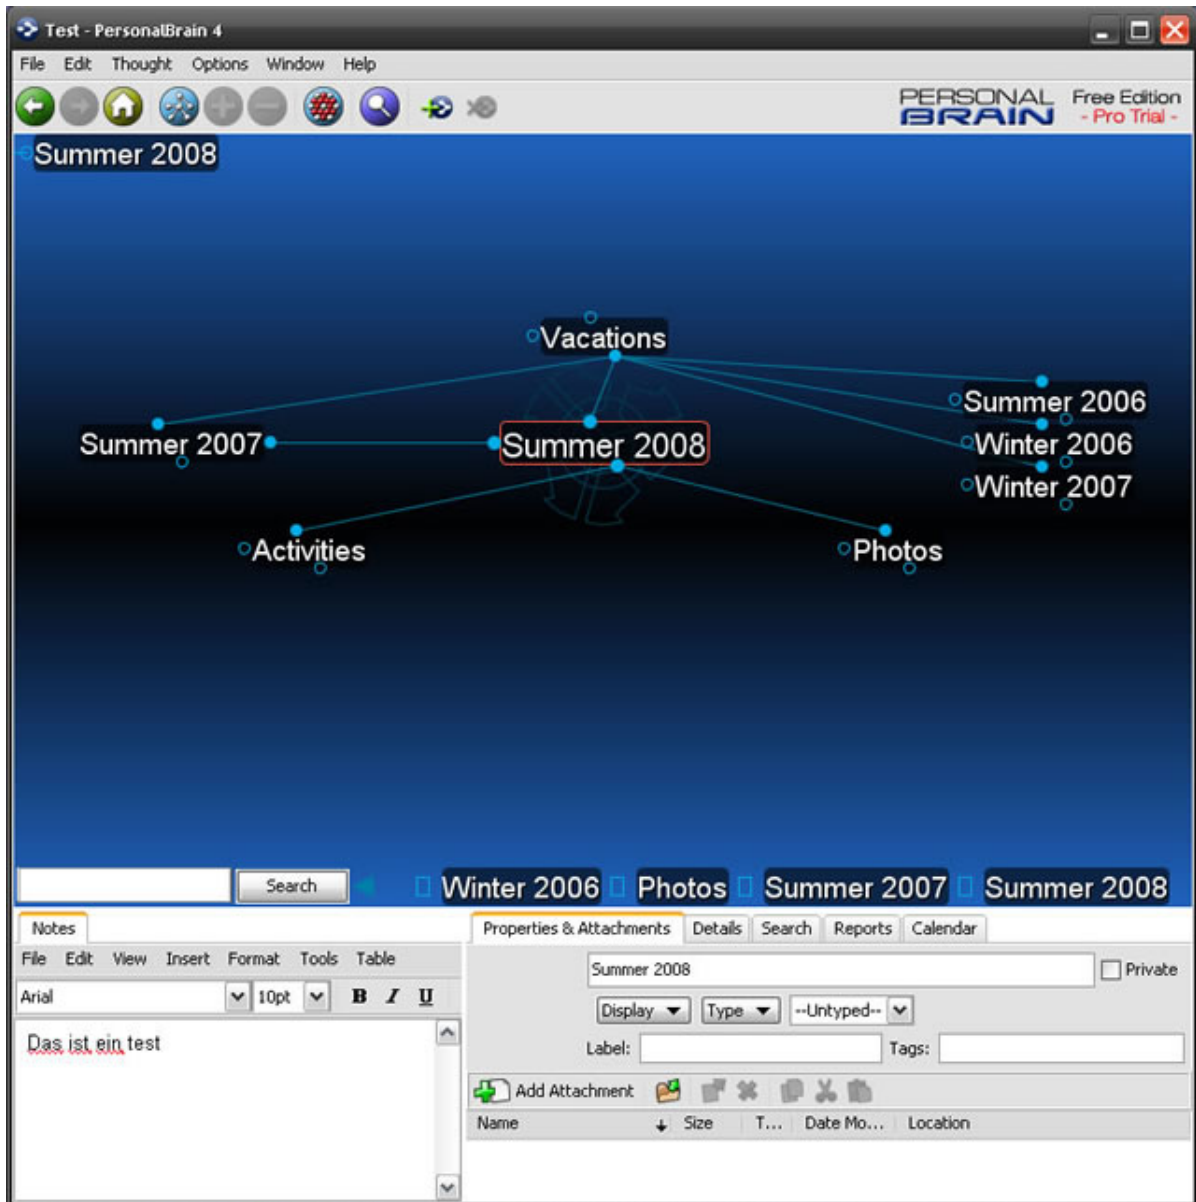 Test - PersonalBrain 4
File Edit Thought Options Window Help
PERSONAL BRAIN
Free Edition
- Pro Trial -
Summer 2008
Vacations
Summer 2006
Summer 2007
Summer 2008
Winter 2006
Winter 2007
Activities
Photos
Search
Winter 2006 Photos Summer 2007 Summer 2008
Notes
Properties & Attachments Details Search Reports Calendar
File Edit View Insert Format Tools Table
Summer 2008
Private
Arial 10pt B I U
Display Type --Untyped--
Das ist ein test
Label: Tags:
Add Attachment
Name Size T... Date Mo... Location